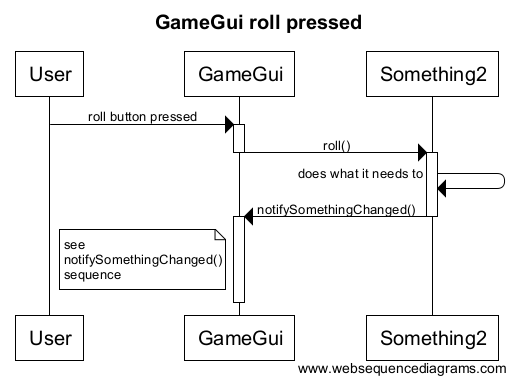 GameGui roll pressed
User
GameGui
Something2
roll button pressed
roll()
does what it needs to
notifySomethingChanged()
see
notifySomethingChanged()
sequence
User
GameGui
Something2
www.websequencediagrams.com